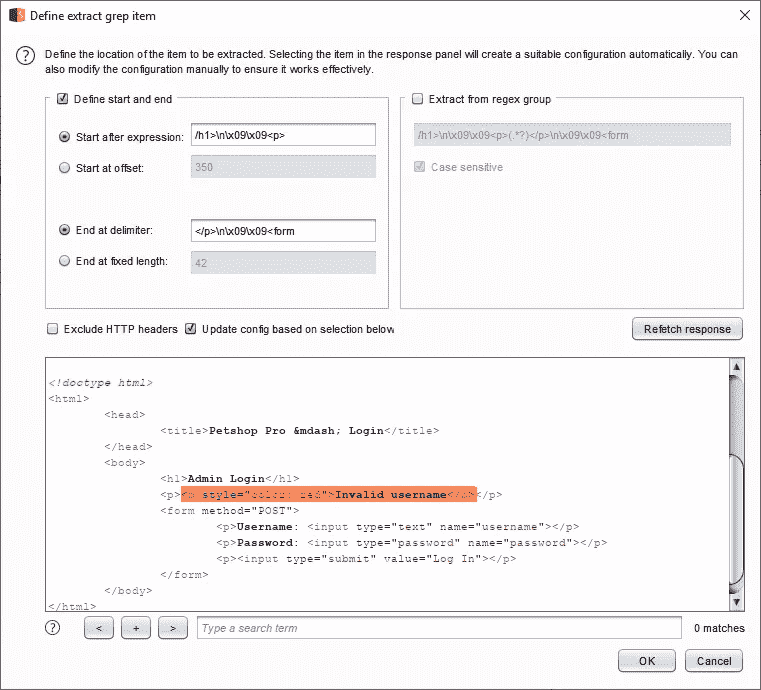 Define extract grep item
Define the location of the item to be extracted. Selecting the item in the response panel will create a suitable configuration automatically. You can
also modify the configuration manually to ensure it works effectively.
Define start and end
Start after expression: /h1>\n\x09\x09<p>
Start at offset: 350
End at delimiter: </p>\n\x09\x09<form
End at fixed length: 42
Extract from regex group
/h1>\n\x09\x09<p>(.*?)</p>\n\x09\x09<form
Case sensitive
Exclude HTTP headers Update config based on selection below
Refetch response
<!doctype html>
<html>
<head>
<title>Petshop Pro &mdash; Login</title>
</head>
<body>
<h1>Admin Login</h1>
<p> style="color: red">Invalid username</p>
<form method="POST">
<p>Username: <input type="text" name="username"></p>
<p>Password: <input type="password" name="password"></p>
<p><input type="submit" value="Log In"></p>
</form>
</body>
</html>
< + > Type a search term 0 matches
OK Cancel